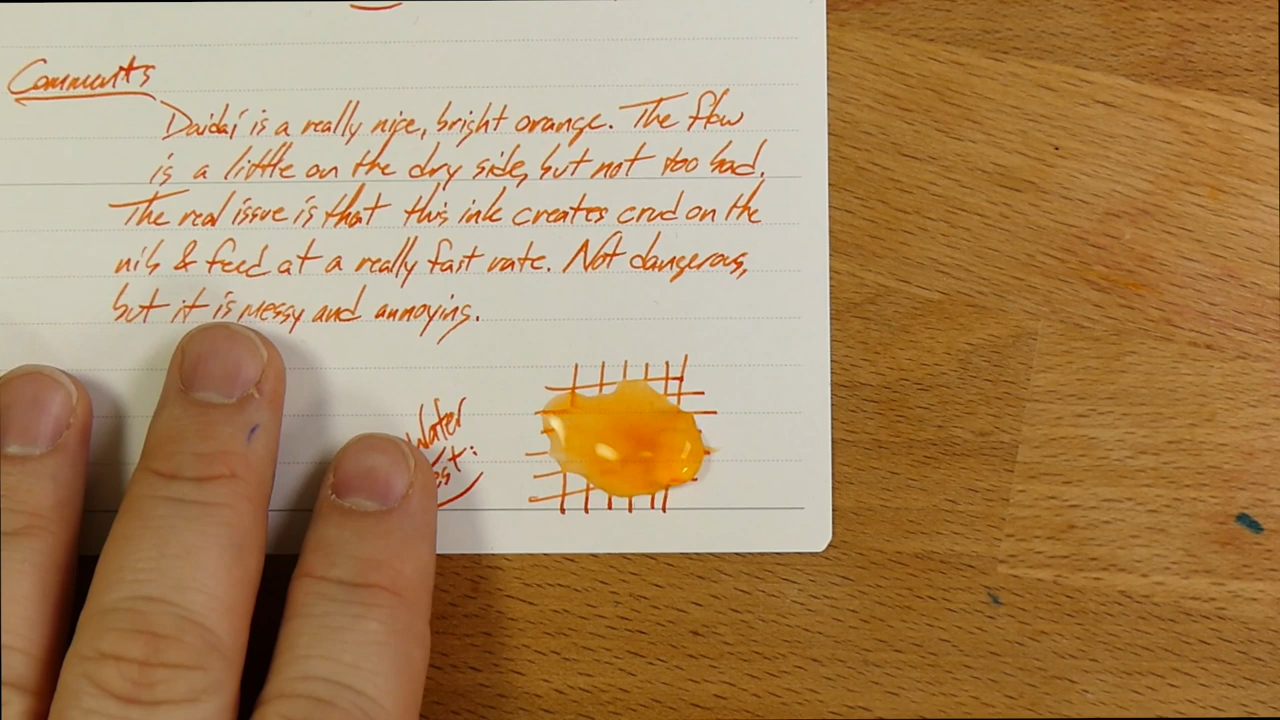 Comments
Daidai is a really nice, bright orange. The flow
is a little on the dry side, but not too bad.
The real issue is that this ink creates crud on the
nib & feed at a really fast rate. Not dangerous,
but it is messy and annoying.
Water
est: